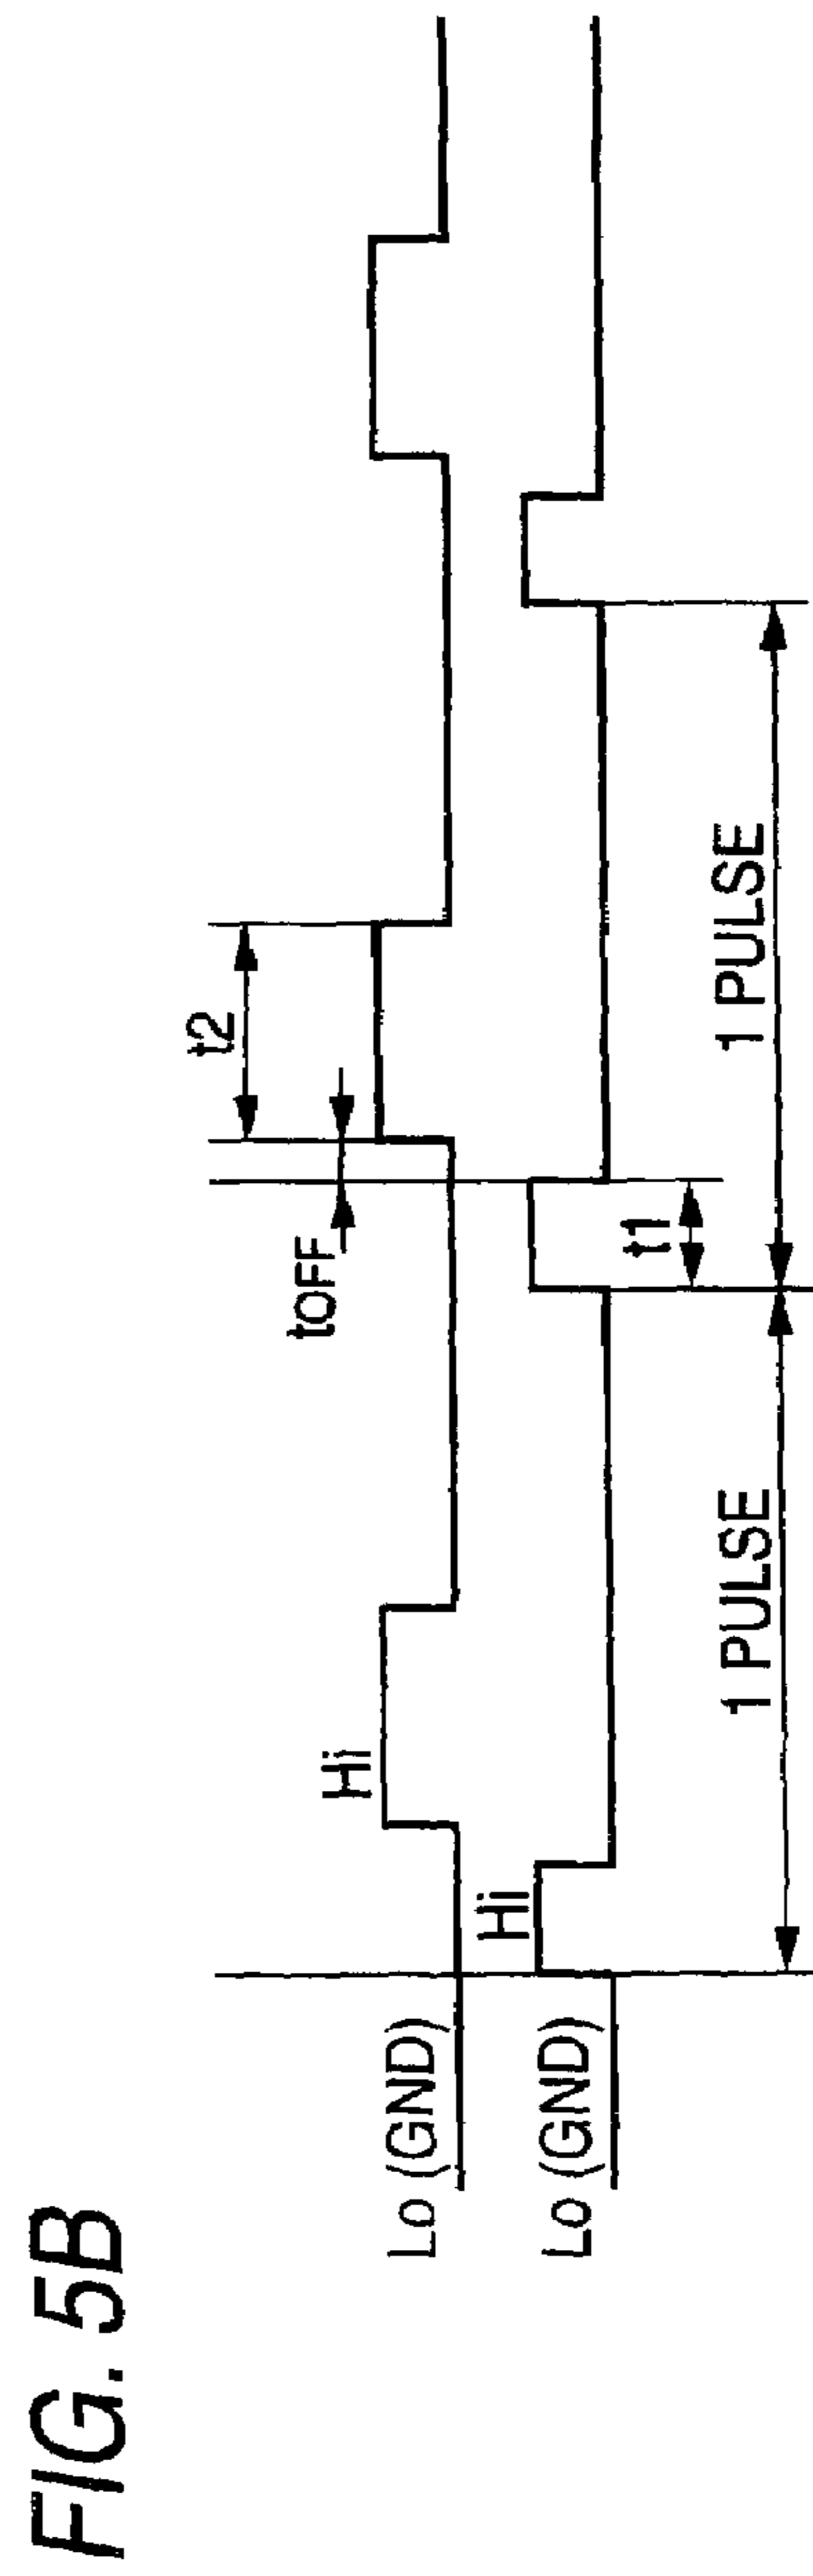 FIG. 5B
t2
tOFF
Hi
Lo (GND)
Hi
Lo (GND)
t1
1 PULSE
1 PULSE